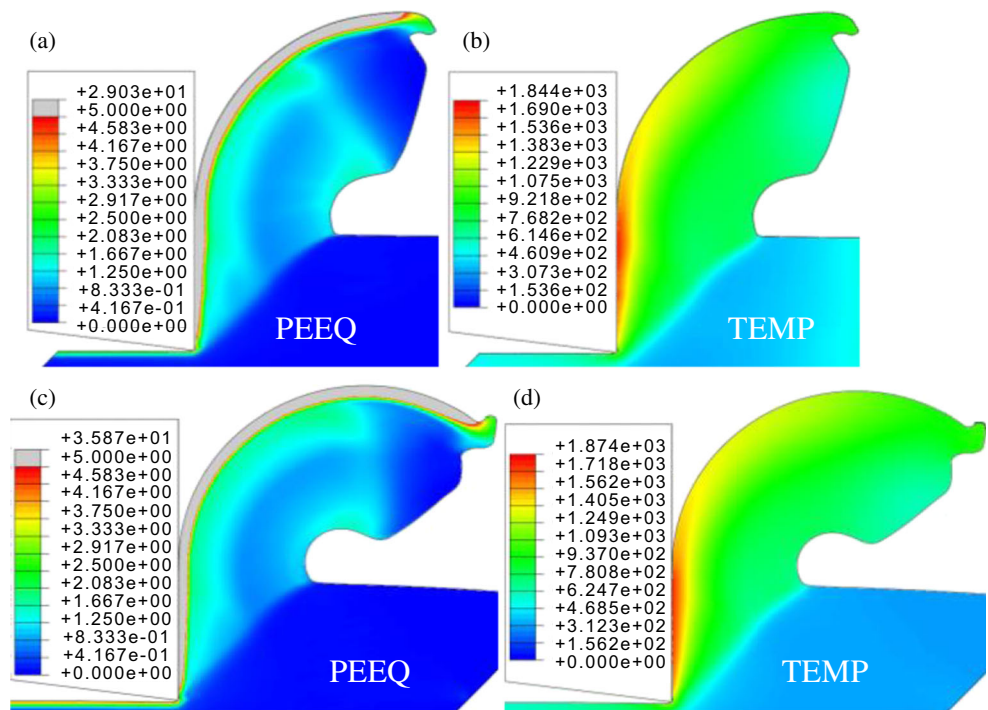 (a)
+2.903e+01
+5.000e+00
+4.583e+00
+4.167e+00
+3.750e+00
+3.333e+00
+2.917e+00
+2.500e+00
+2.083e+00
+1.667e+00
+1.250e+00
+8.333e-01
+4.167e-01
+0.000e+00
PEEQ
(b)
+1.844e+03
+1.690e+03
+1.536e+03
+1.383e+03
+1.229e+03
+1.075e+03
+9.218e+02
+7.682e+02
+6.146e+02
+4.609e+02
+3.073e+02
+1.536e+02
+0.000e+00
TEMP
(c)
+3.587e+01
+5.000e+00
+4.583e+00
+4.167e+00
+3.750e+00
+3.333e+00
+2.917e+00
+2.500e+00
+2.083e+00
+1.667e+00
+1.250e+00
+8.333e-01
+4.167e-01
+0.000e+00
PEEQ
(d)
+1.874e+03
+1.718e+03
+1.562e+03
+1.405e+03
+1.249e+03
+1.093e+03
+9.370e+02
+7.808e+02
+6.247e+02
+4.685e+02
+3.123e+02
+1.562e+02
+0.000e+00
TEMP